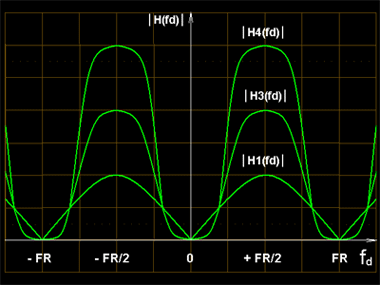 |H(fd)|
|H4(fd)|
|H3(fd)|
|H1(fd)|
- FR - FR/2 0 + FR/2 FR fd